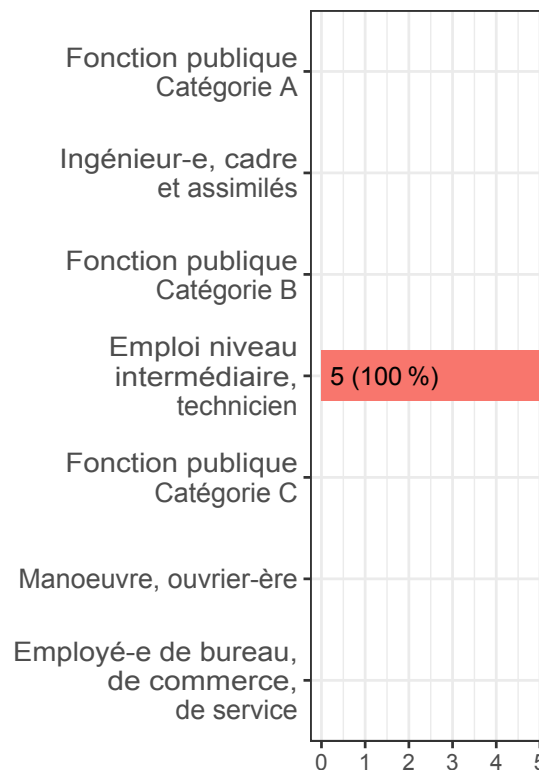 Fonction publique
Catégorie A
Ingénieur-e, cadre
et assimilés
Fonction publique
Catégorie B
Emploi niveau
intermédiaire,
technicien
5 (100 %)
Fonction publique
Catégorie C
Manoeuvre, ouvrier-ère
Employé-e de bureau,
de commerce,
de service
0 1 2 3 4 5